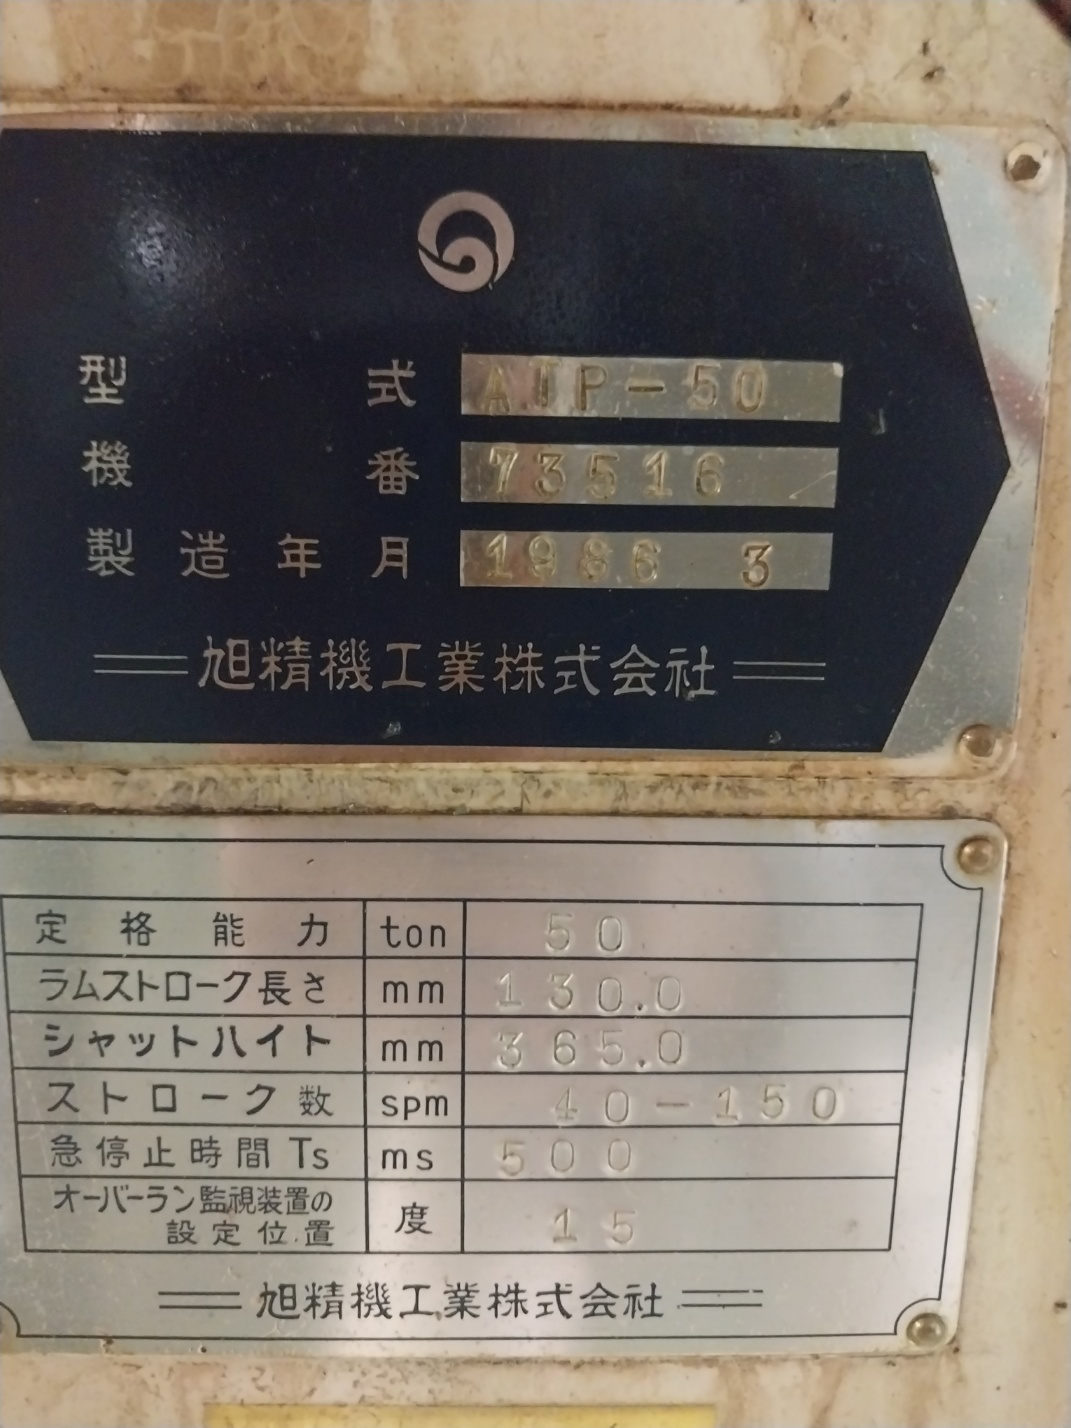 型式 ATP-50
機番 73516
製造年月 1986 3
旭精機工業株式会社
定格能力 ton 50
ラムストローク長さ mm 130.0
シャットハイト mm 365.0
ストローク数 spm 40-150
急停止時間 Ts ms 500
オーバーラン監視装置の
設定位置 度 15
旭精機工業株式会社